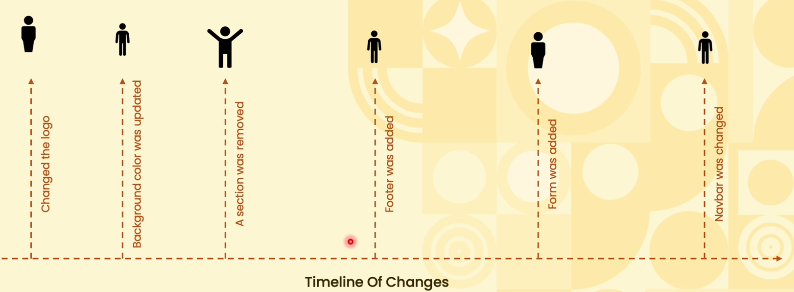 Changed the logo
Background color was updated
A section was removed
Footer was added
Form was added
Navbar was changed
Timeline Of Changes